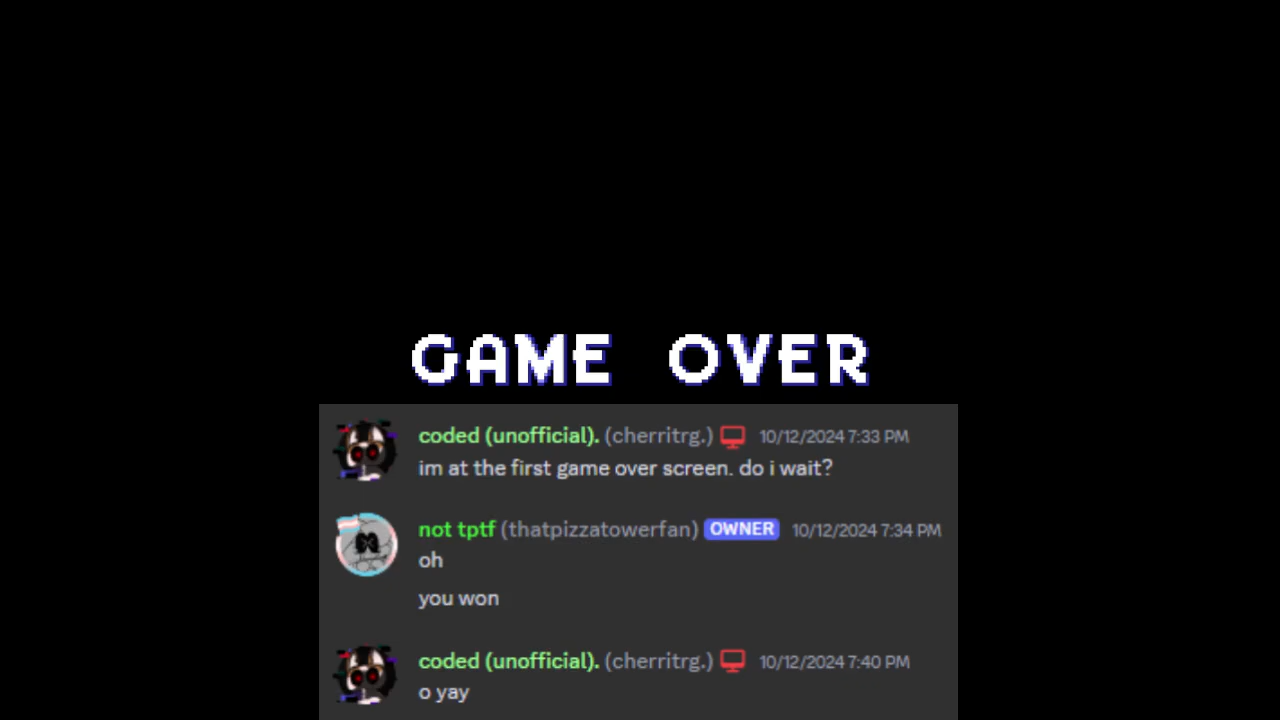 GAME OVER
coded (unofficial). (cherritrg.) 10/12/2024 7:33 PM
im at the first game over screen. do i wait?
not tptf (thatpizzatowerfan) OWNER 10/12/2024 7:34 PM
oh
you won
coded (unofficial). (cherritrg.) 10/12/2024 7:40 PM
o yay